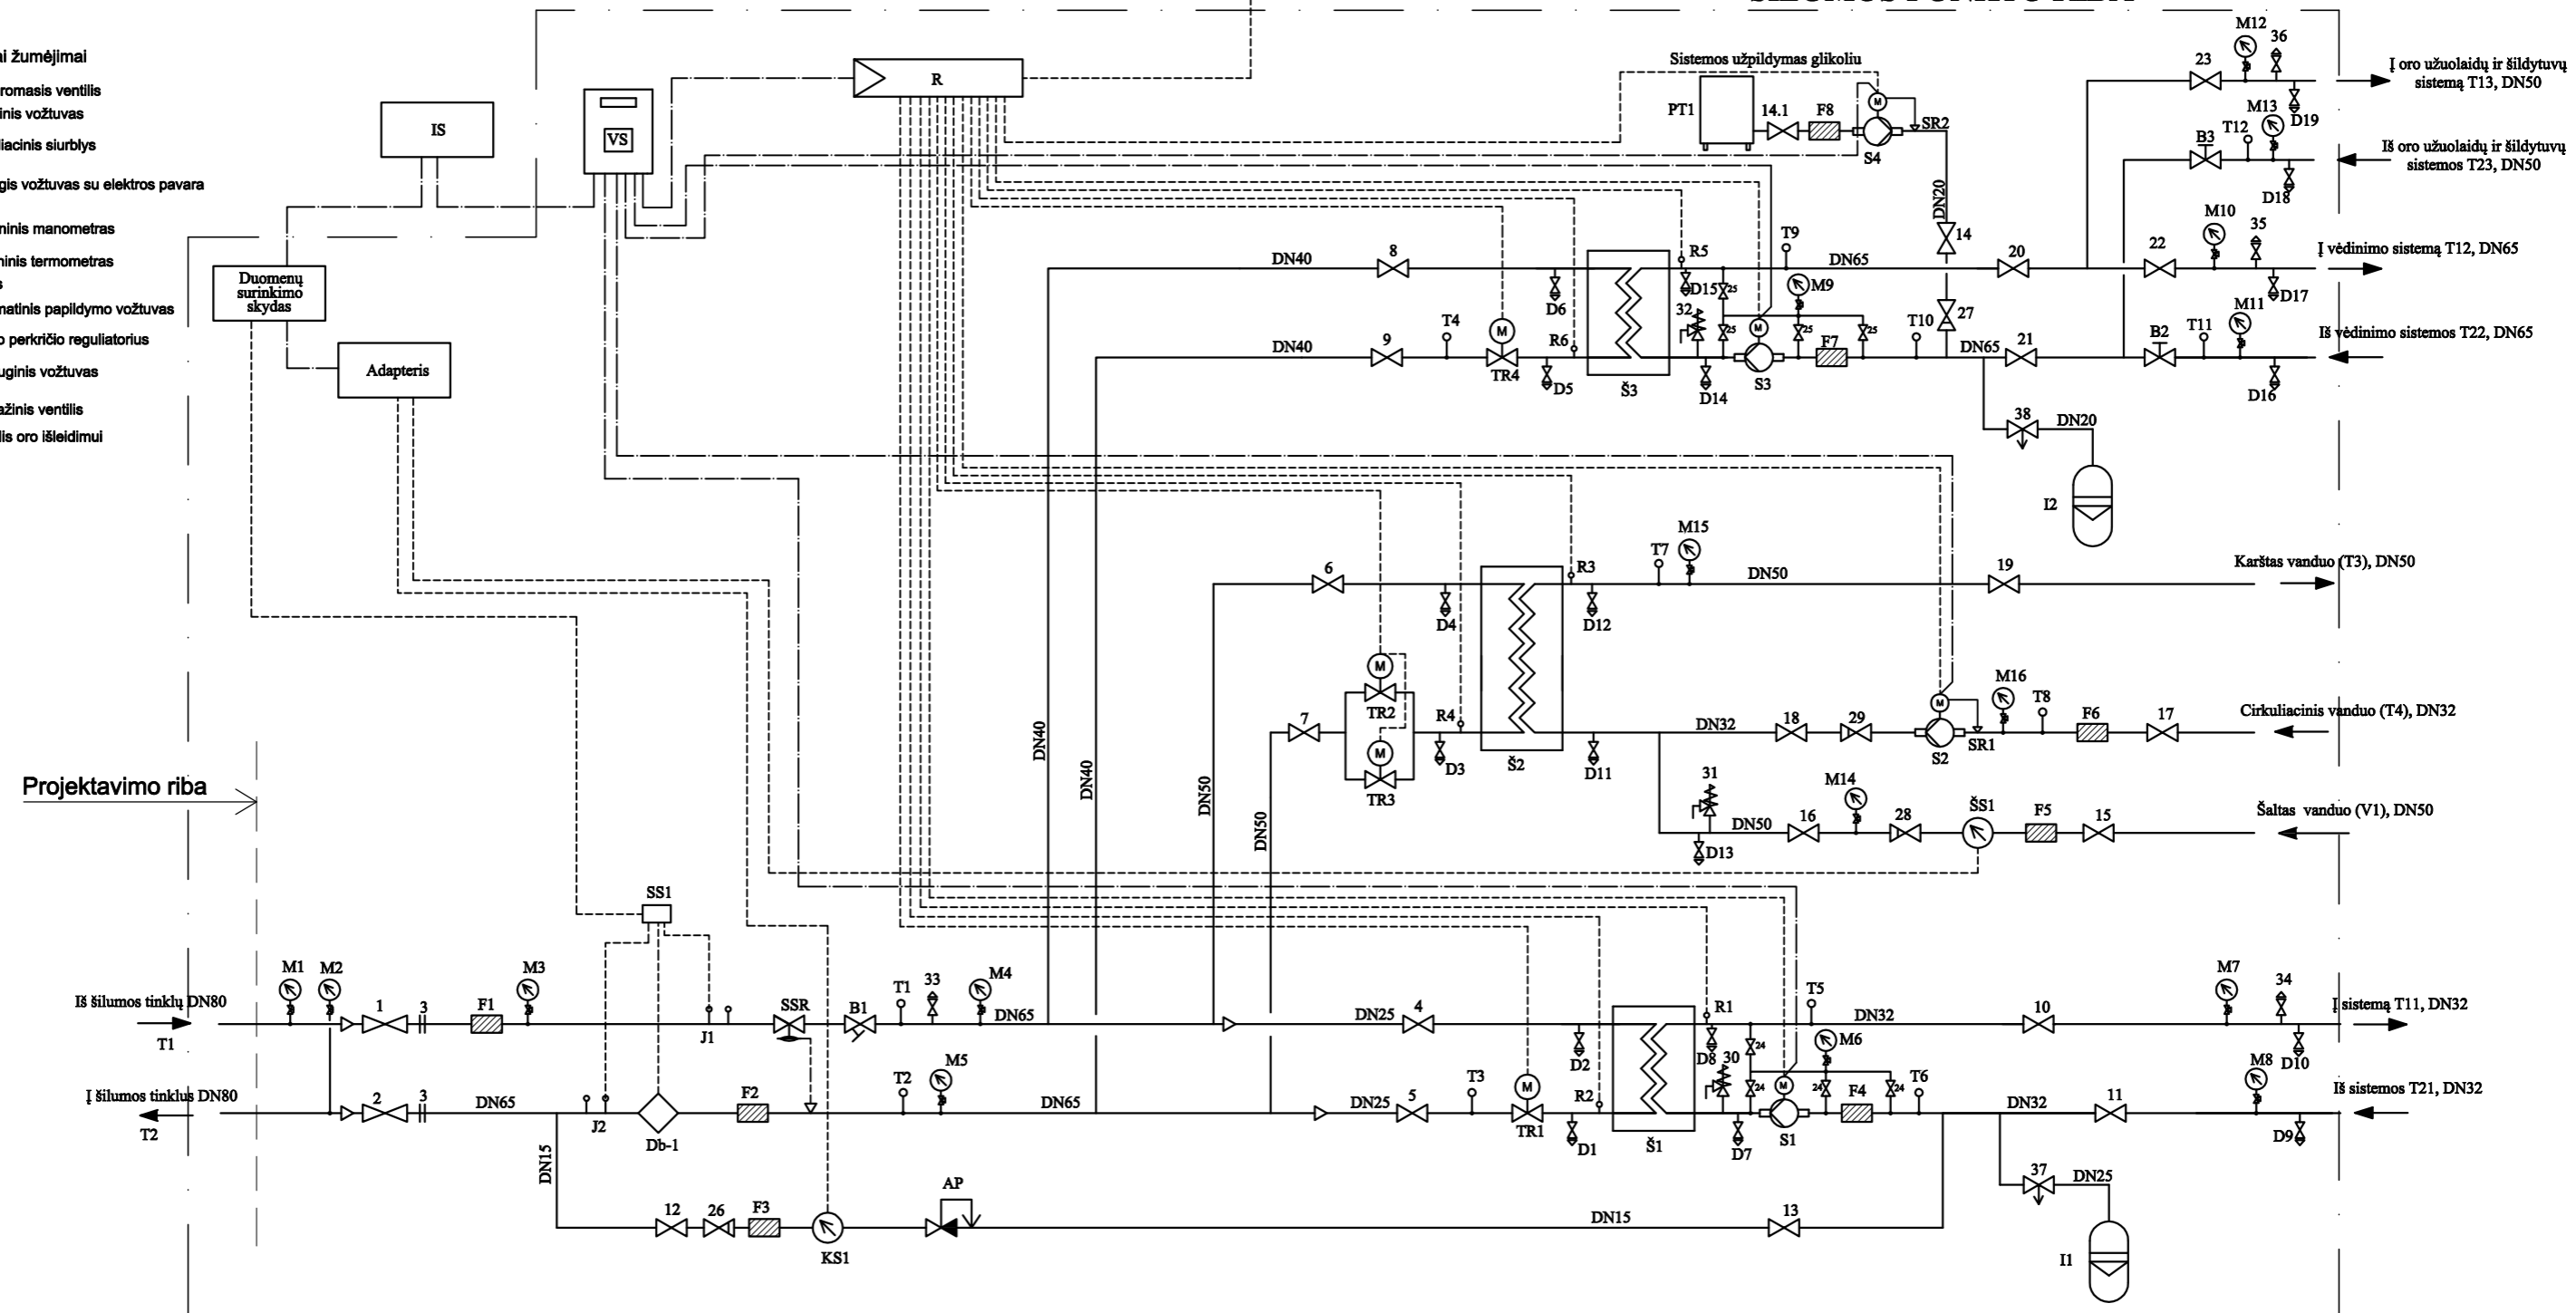 ai žumėjimai
romasis ventilis
inis vožtuvas
liacinis siurblys
gis vožtuvas su elektros pavara
ninis manometras
ninis termometras
s
matinis papildymo vožtuvas
o perkričio reguliatorius
uginis vožtuvas
ažinis ventilis
lis oro išleidimui
IS
VS
R
Duomenų
surinkimo
skydas
Adapteris
Sistemos užpildymas glikoliu
PT1
14.1
F8
M
S4
SR2
DN20
14
27
M12
36
23
D19
Į oro užuolaidų ir šildytuvų
sistemą T13, DN50
M13
T12
B3
D18
Iš oro užuolaidų ir šildytuvų
sistemos T23, DN50
DN40
8
D6
R5
D15
25
T9
M9
DN65
20
22
M10
35
D17
Į vėdinimo sistemą T12, DN65
DN40
9
T4
M
TR4
D5
R6
Š3
32
D14
25
M
S3
25
F7
25
T10
DN65
21
B2
T11
M11
D16
Iš vėdinimo sistemos T22, DN65
38
DN20
I2
6
D4
R3
D12
T7
M15
DN50
19
Karštas vanduo (T3), DN50
7
M
TR2
M
TR3
R4
D3
Š2
D11
DN32
18
29
M
S2
SR1
M16
T8
F6
17
Cirkuliacinis vanduo (T4), DN32
31
D13
DN50
16
M14
28
ŠS1
F5
15
Šaltas vanduo (V1), DN50
DN40
DN40
DN50
DN50
Projektavimo riba
SS1
Iš šilumos tinklų DN80
T1
M1
M2
1
3
F1
M3
J1
SSR
B1
T1
33
M4
DN65
DN25
4
D2
R1
D8
24
T5
M6
DN32
10
M7
34
D10
Į sistemą T11, DN32
Į šilumos tinklus DN80
T2
2
3
DN65
J2
Db-1
F2
T2
M5
DN65
DN25
5
T3
M
TR1
D1
R2
Š1
30
D7
24
M
S1
24
F4
24
T6
DN32
11
M8
D9
Iš sistemos T21, DN32
DN15
12
26
F3
KS1
AP
DN15
13
37
DN25
I1